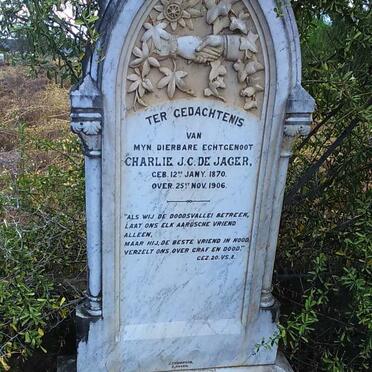 TER GEDACHTENIS
VAN
MYN DIERBARE ECHTGENOOT
CHARLIE J.C. DE JAGER,
GEB. 12DE JANY. 1870.
OVER. 25STE NOV. 1906.
"ALS WIJ DE DOODSVALLEI BETREEN,
LAAT ONS ELK AARDSCHE VRIEND
ALLEEN,
MAAR HIJ, DE BESTE VRIEND IN NOOD,
VERZELT ONS OVER GRAF EN DOOD."
GEZ. 20. VS. 4.